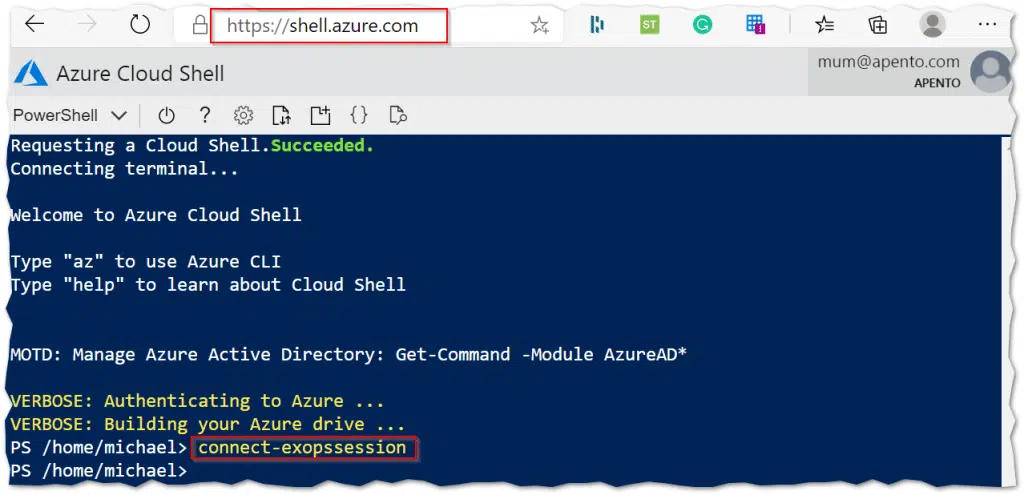 https://shell.azure.com
ST
1
Azure Cloud Shell
mum@apento.com
APENTO
PowerShell
?
{}
Requesting a Cloud Shell.Succeeded.
Connecting terminal...
Welcome to Azure Cloud Shell
Type "az" to use Azure CLI
Type "help" to learn about Cloud Shell
MOTD: Manage Azure Active Directory: Get-Command -Module AzureAD*
VERBOSE: Authenticating to Azure ...
VERBOSE: Building your Azure drive ...
PS /home/michael> connect-exopssession
PS /home/michael>